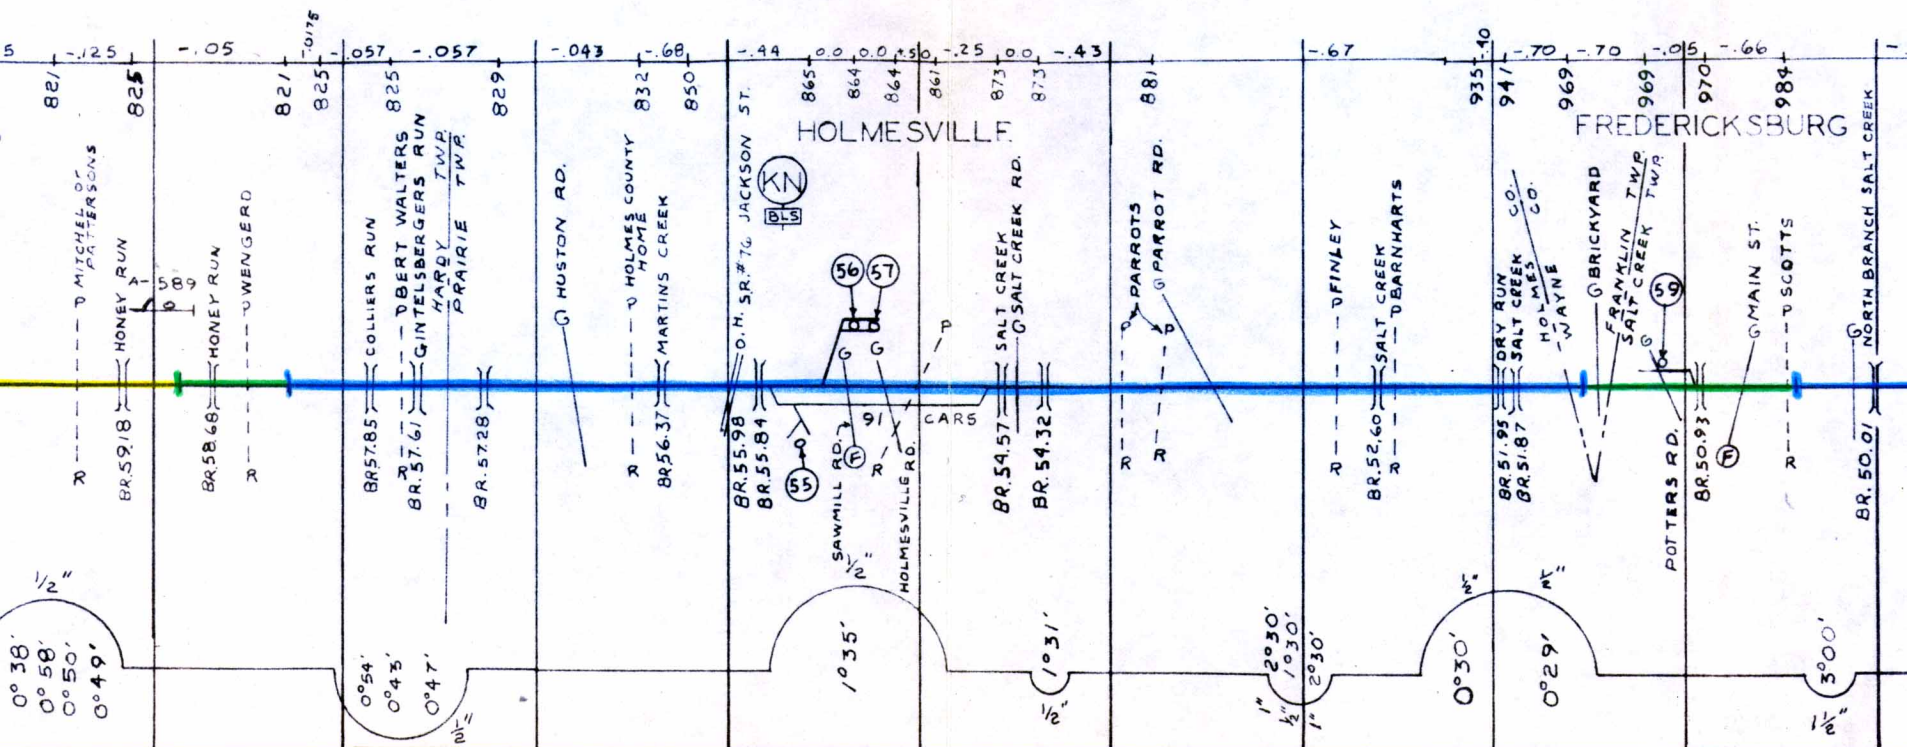 5 -.125 -.05 -.0175 -.057 -.057 -.043 -.68 -.44 0.0 0.0 +.50 -.25 0.0 -.43 -.67 -.40 -.70 -.70 -.05 -.66
821 825 821 825 825 829 832 850 865 864 864 861 873 873 881 935 941 969 969 970 984
HOLMESVILLE
FREDERICKSBURG
MITCHEL OR
PATTERSONS
HONEY RUN
A-589'
HONEY RUN
WENGERD
COLLIERS RUN
BERT WALTERS
GINTELSBERGERS RUN
HARDY TWP.
PRAIRIE TWP.
G HUSTON RD.
HOLMES COUNTY
HOME
MARTINS CREEK
O.H. S.R.#76 JACKSON ST.
KN
BLS
56 57
G G
P
SALT CREEK
G SALT CREEK RD.
PARROTS
P P
G PARROT RD.
FINLEY
SALT CREEK
BARNHARTS
DRY RUN
SALT CREEK
HOLMES CO.
WAYNE CO.
G BRICKYARD
FRANKLIN TWP.
SALT CREEK TWP.
59
G
G MAIN ST.
P SCOTTS
G
NORTH BRANCH SALT CREEK
R
BR.59.18
BR.58.68
R
BR.57.85
R
BR.57.61
BR.57.28
R
BR.56.37
BR.55.98
BR.55.84
55
91 CARS
SAWMILL RD.
F
R
HOLMESVILLE RD.
BR.54.57
BR.54.32
R
R
R
BR.52.60
R
BR.51.95
BR.51.87
POTTERS RD.
BR.50.93
F
R
BR.50.01
1/2"
0°38'
0°58'
0°50'
0°49'
0°54'
0°43'
0°47'
1/2"
1/2"
1°35'
1°31'
1/2"
2°30'
1°30'
2°30'
1"
1/2"
1"
1/2"
0°30'
0°29'
3°00'
1 1/2"